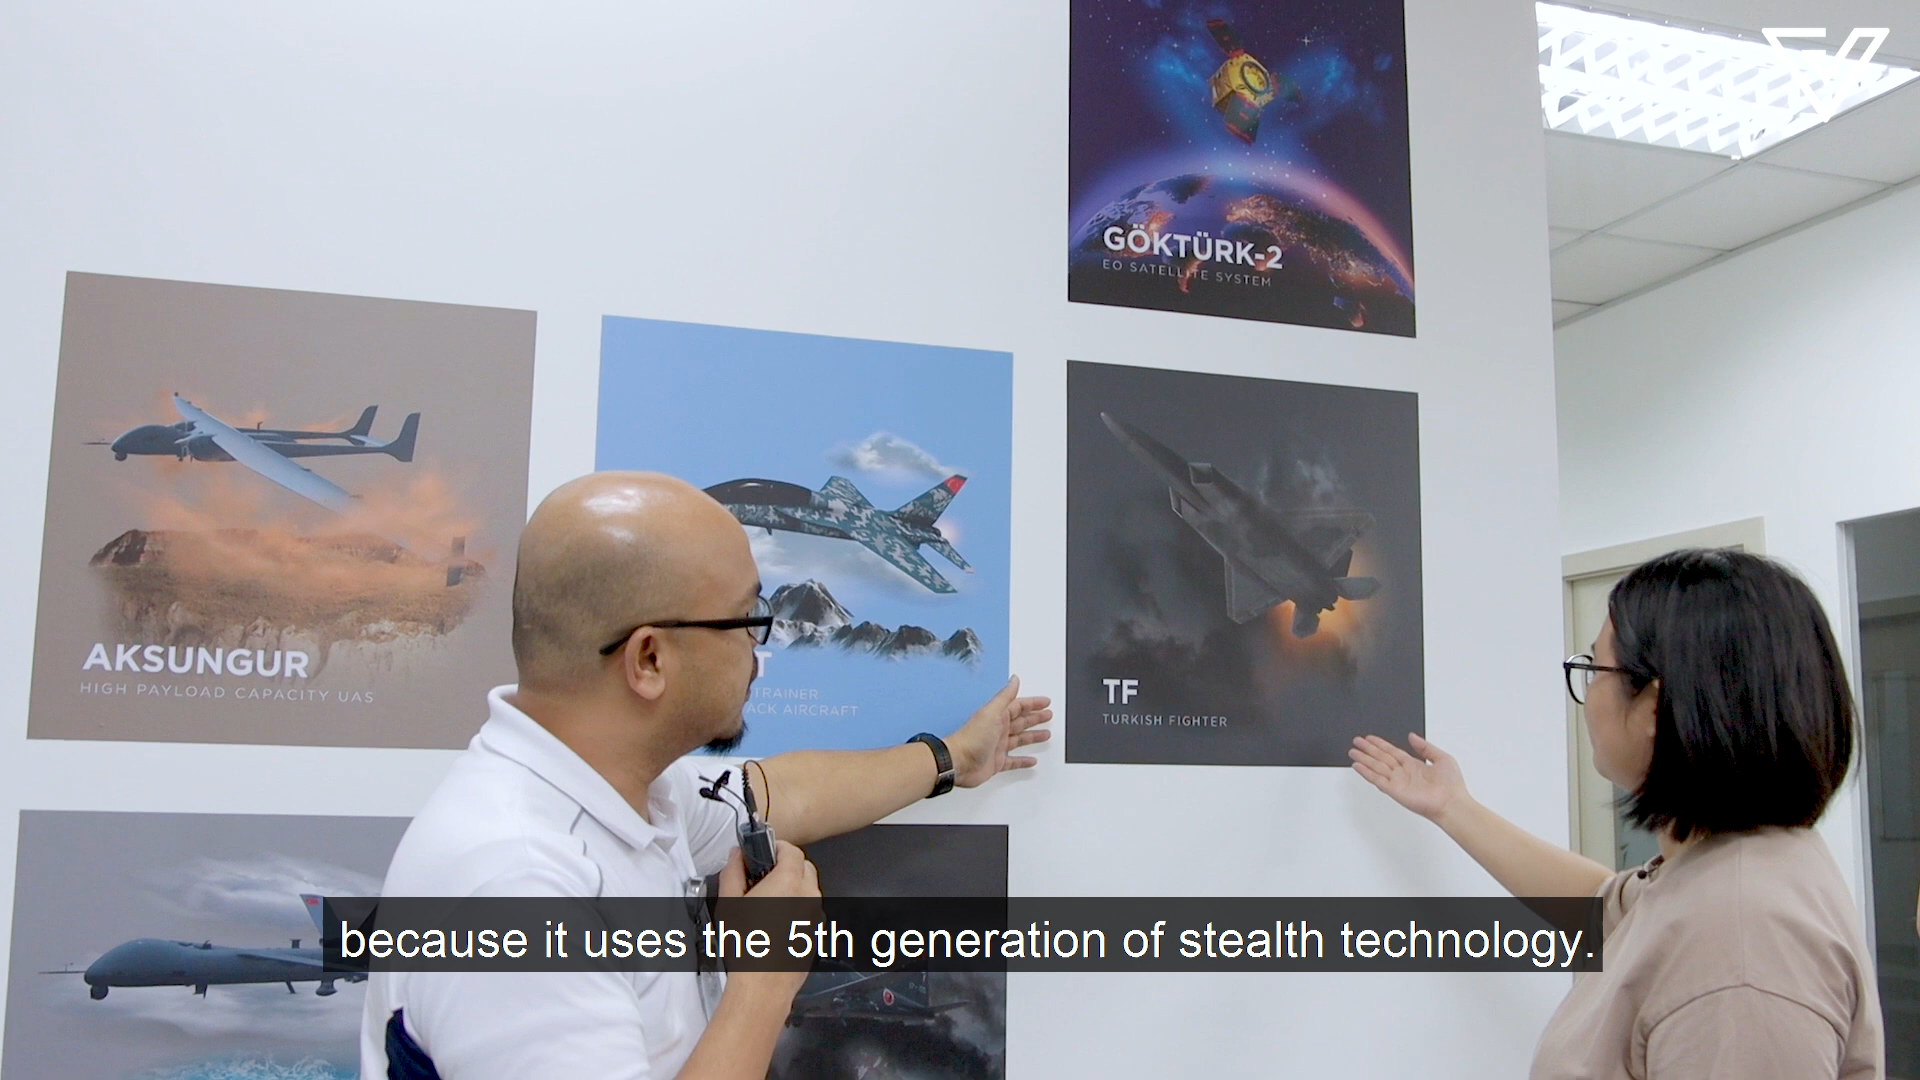 GÖKTÜRK-2
EO SATELLITE SYSTEM
AKSUNGUR
HIGH PAYLOAD CAPACITY UAS
T
TRAINER
ACK AIRCRAFT
TF
TURKISH FIGHTER
because it uses the 5th generation of stealth technology.